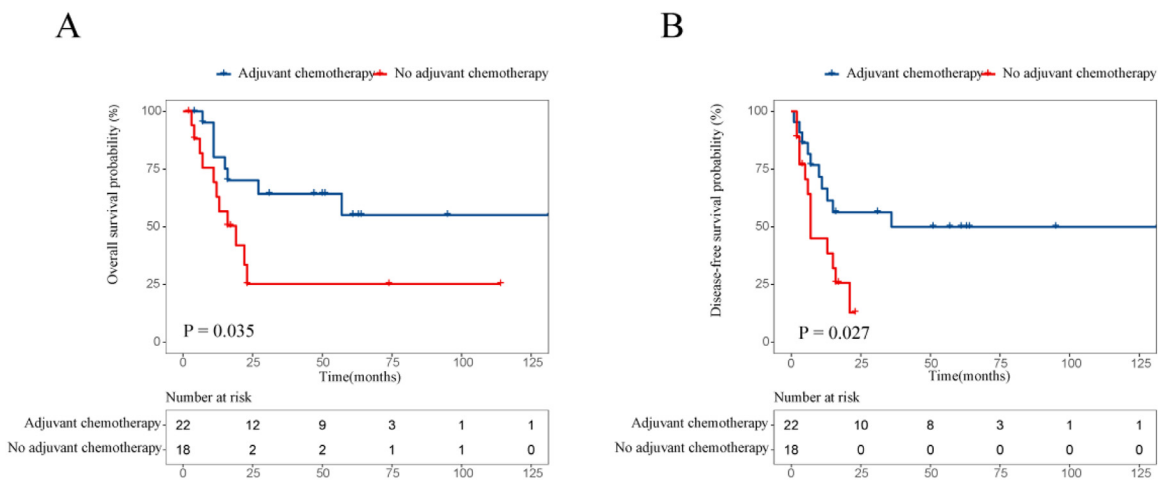 A
Adjuvant chemotherapy No adjuvant chemotherapy
Overall survival probability (%)
100
75
50
25
0
P = 0.035
0 25 50 75 100 125
Time(months)
Number at risk
Adjuvant chemotherapy 22 12 9 3 1 1
No adjuvant chemotherapy 18 2 2 1 1 0
0 25 50 75 100 125
B
Adjuvant chemotherapy No adjuvant chemotherapy
Disease-free survival probability (%)
100
75
50
25
0
P = 0.027
0 25 50 75 100 125
Time(months)
Number at risk
Adjuvant chemotherapy 22 10 8 3 1 1
No adjuvant chemotherapy 18 0 0 0 0 0
0 25 50 75 100 125